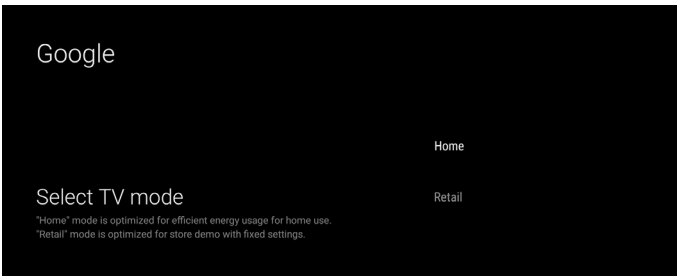 Google
Home
Select TV mode
Retail
"Home" mode is optimized for efficient energy usage for home use.
"Retail" mode is optimized for store demo with fixed settings.